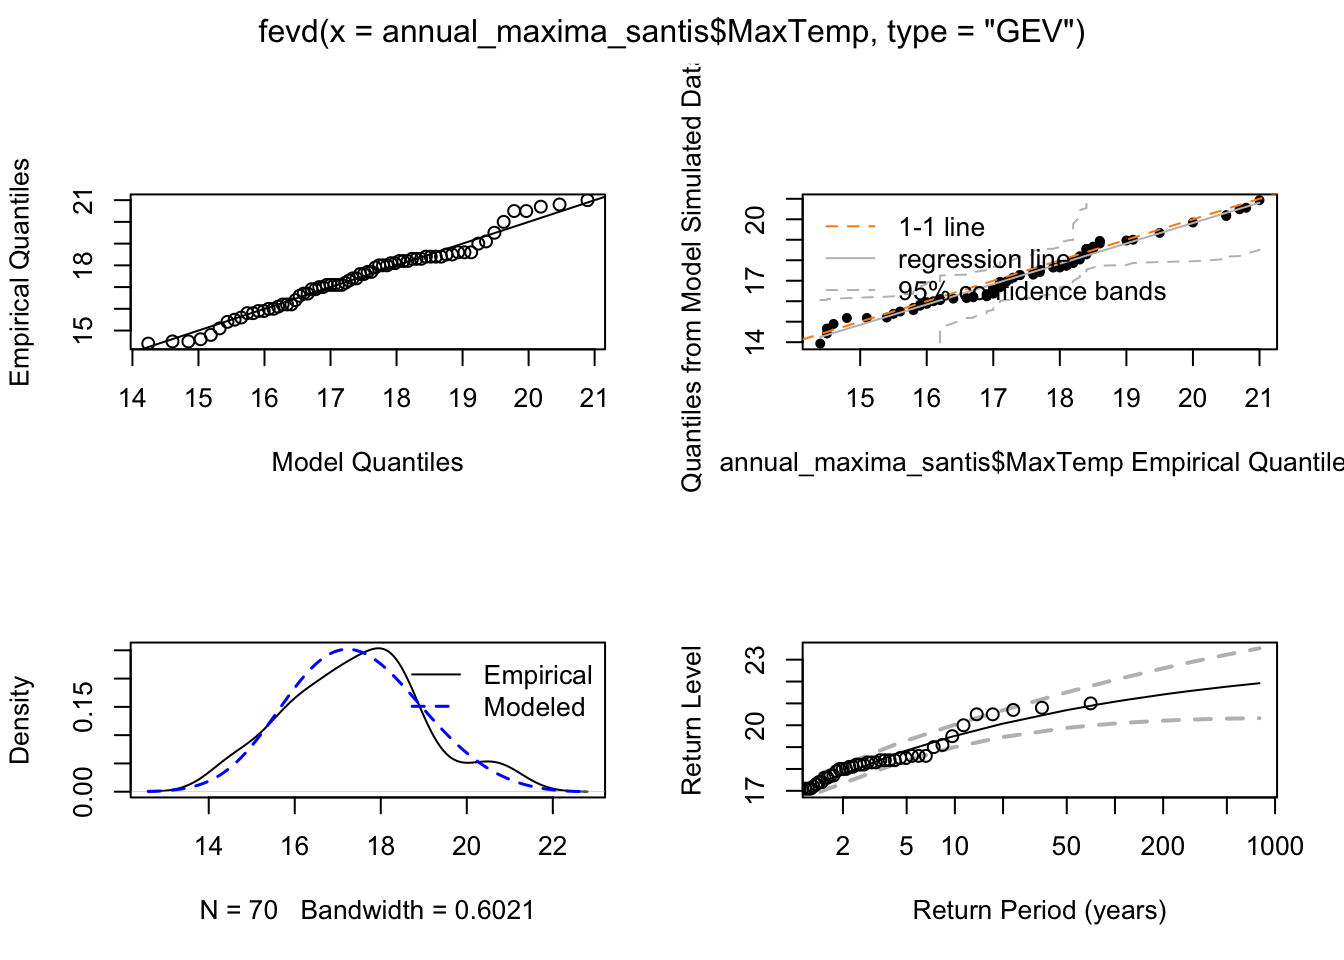 fevd(x = annual_maxima_santis$MaxTemp, type = "GEV")
Empirical Quantiles
15 18 21
14 15 16 17 18 19 20 21
Model Quantiles
Quantiles from Model Simulated Data
14 17 20
1-1 line
regression line
95% confidence bands
15 16 17 18 19 20 21
annual_maxima_santis$MaxTemp Empirical Quantile
Density
0.00 0.15
Empirical
Modeled
14 16 18 20 22
N = 70 Bandwidth = 0.6021
Return Level
17 20 23
2 5 10 50 200 1000
Return Period (years)